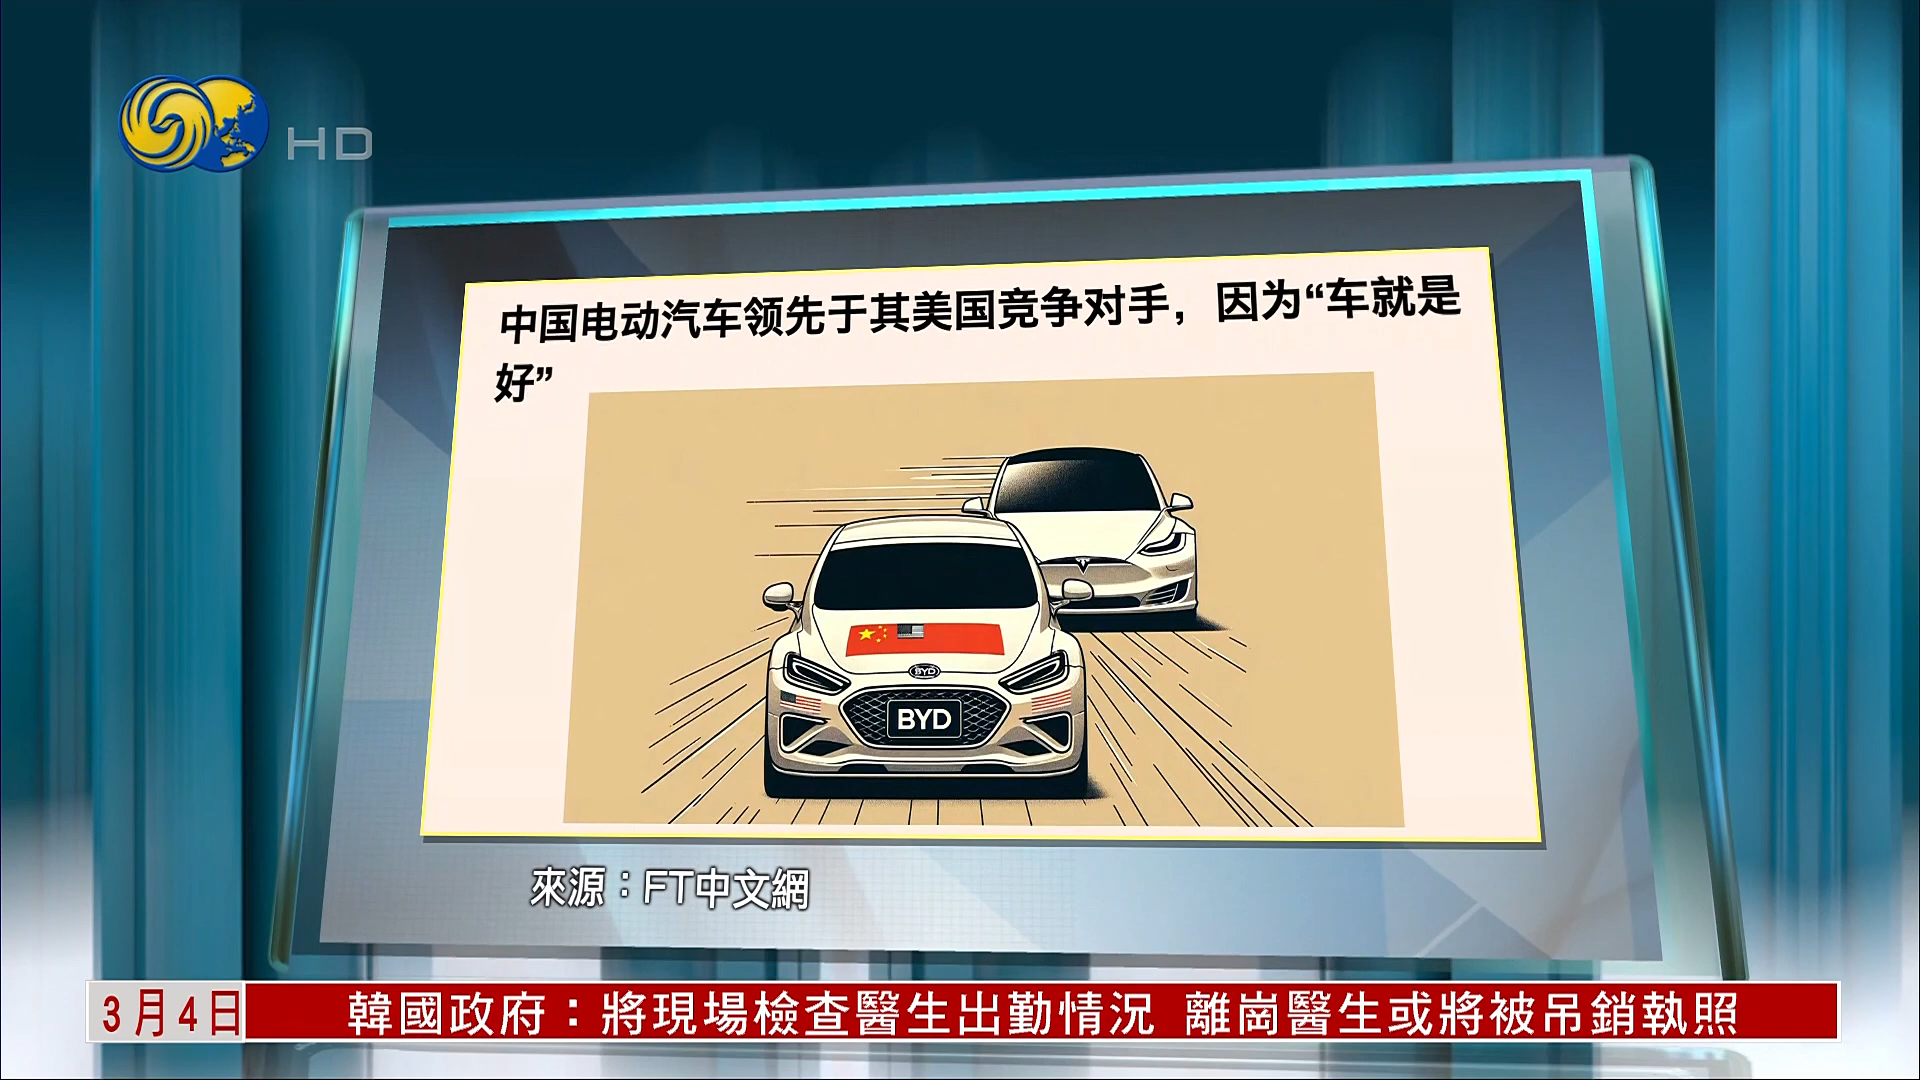 HD
中国电动汽车领先于其美国竞争对手，因为“车就是
好”
BYD
BYD
來源：FT中文網
3月4日
韓國政府：將現場檢查醫生出勤情況 離崗醫生或將被吊銷執照